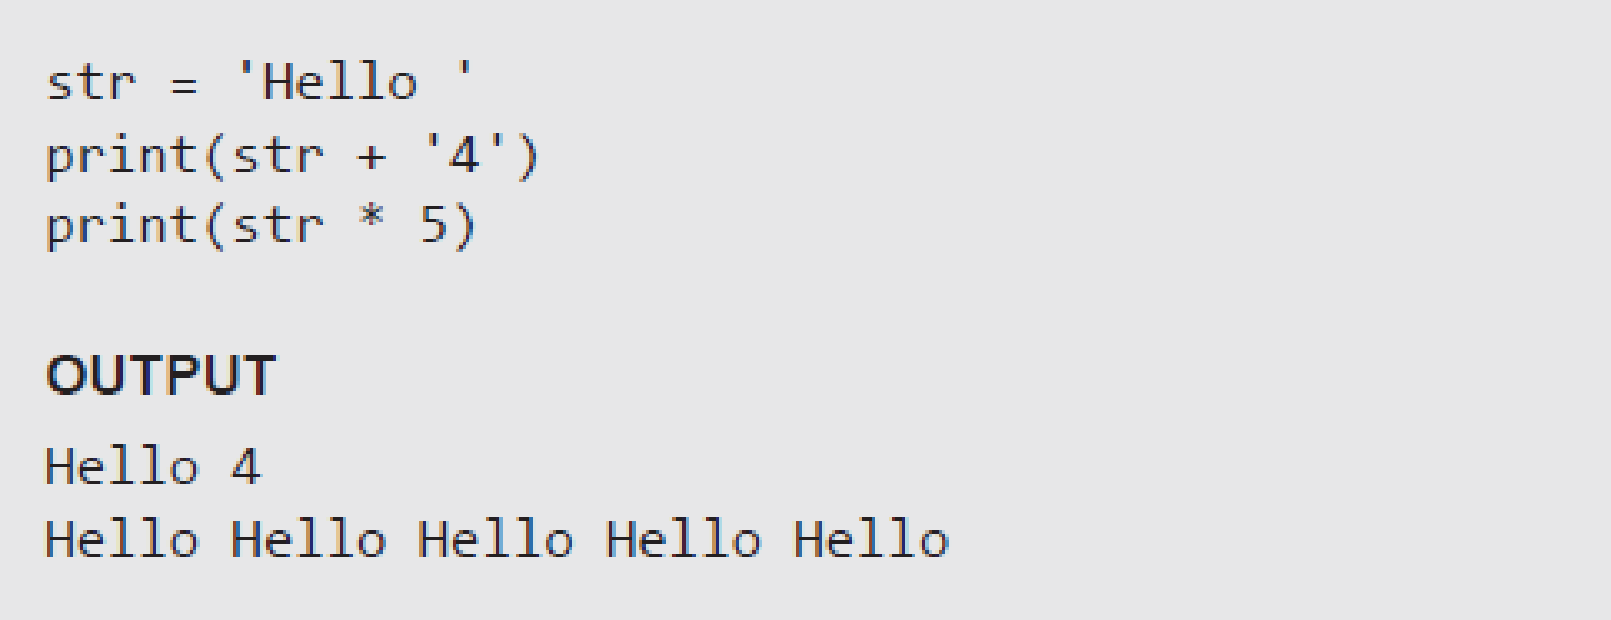 str = 'Hello '
print(str + '4')
print(str * 5)
OUTPUT
Hello 4
Hello Hello Hello Hello Hello